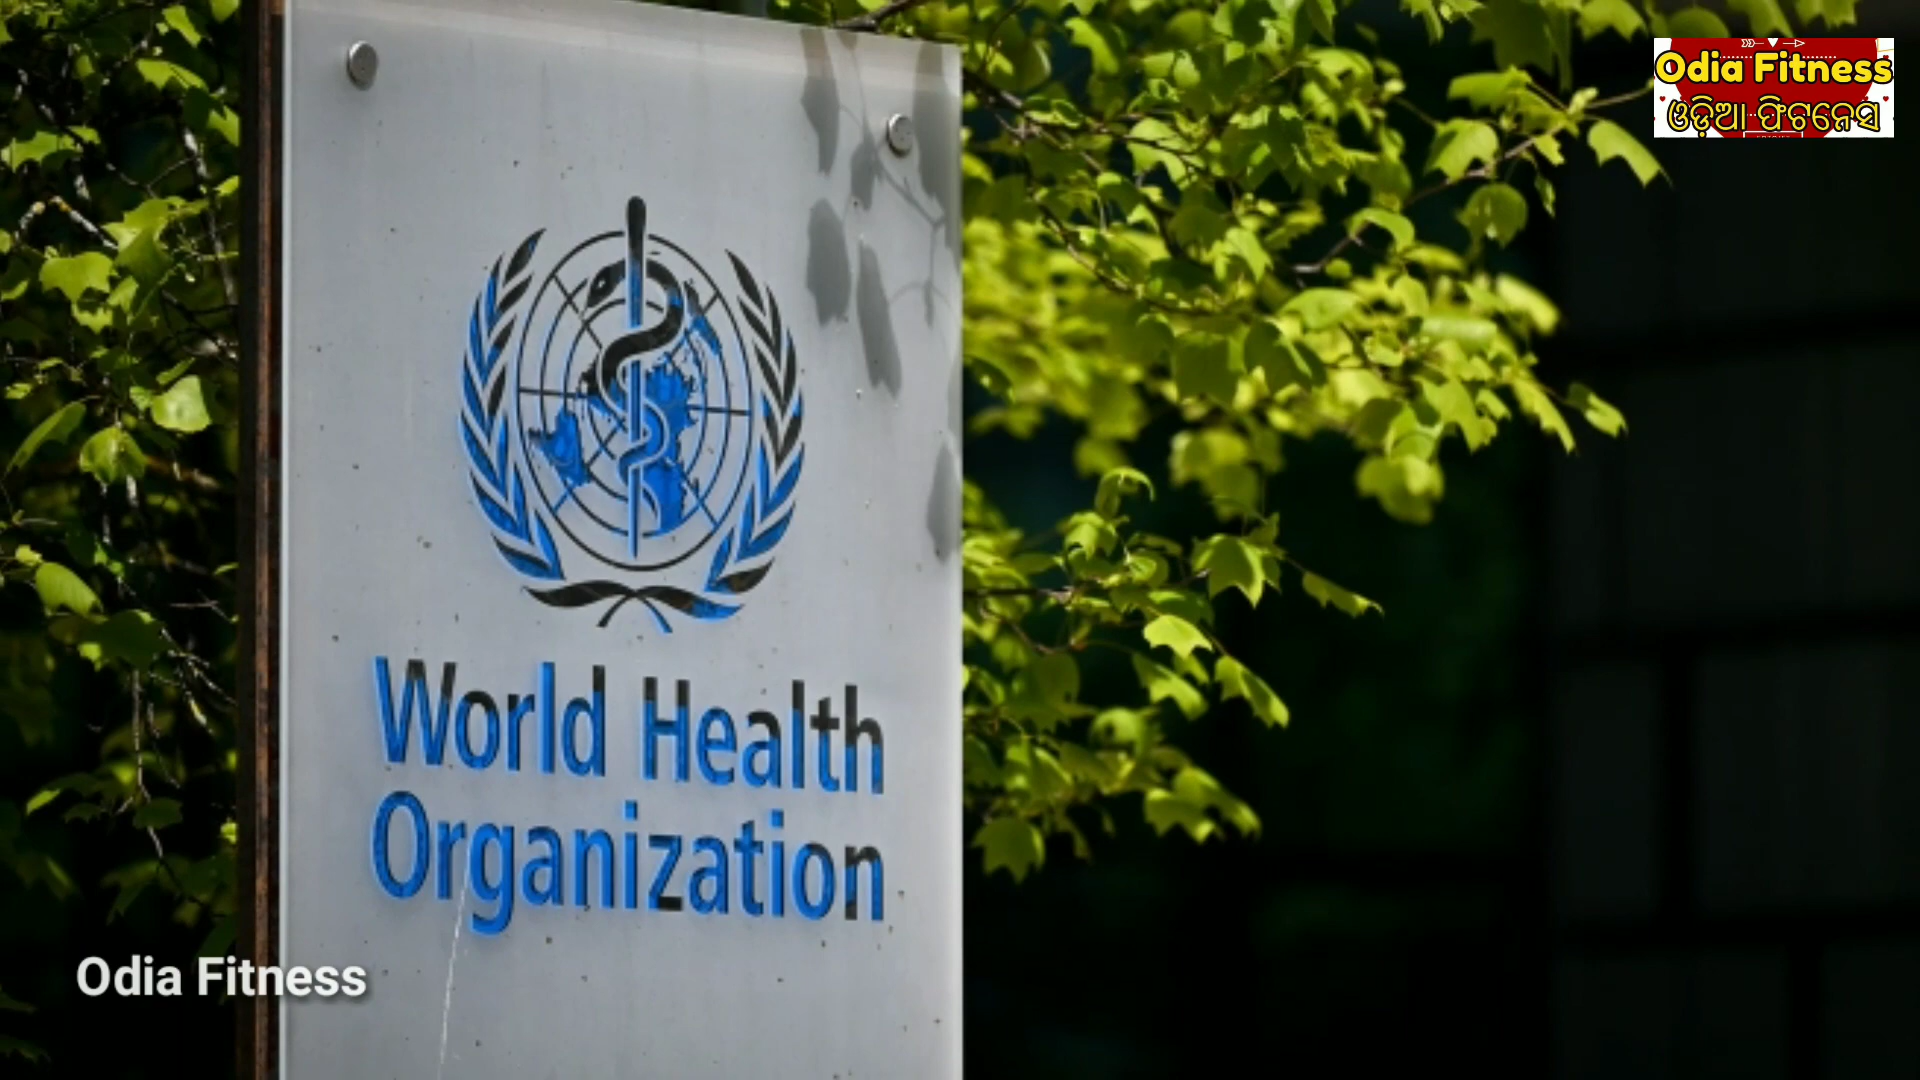 Odia Fitness
ଓଡ଼ିଆ ଫିଟନେସ
World Health
Organization
Odia Fitness